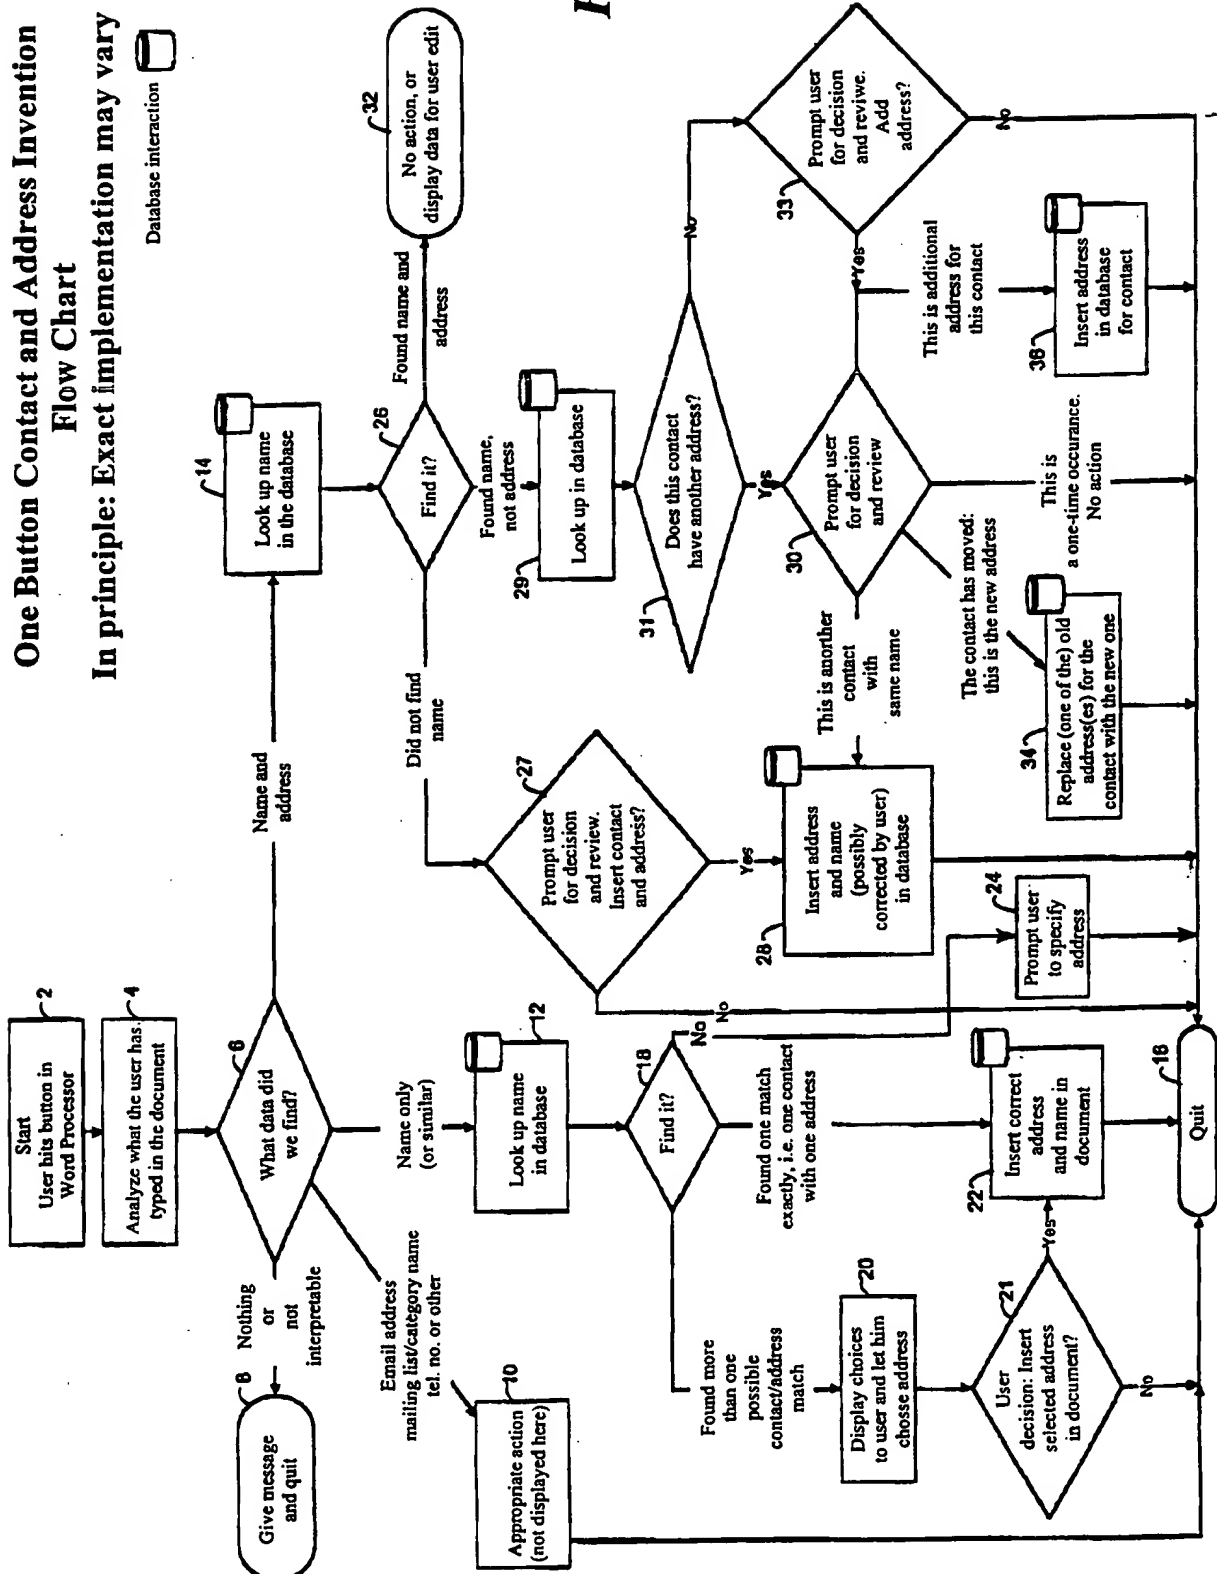 One Button Contact and Address Invention
Flow Chart
In principle: Exact implementation may vary
Database interaction
Start
User hits button in
Word Processor
2
Analyze what the user has
typed in the document
4
What data did
we find?
6
Nothing
or
not
interpretable
Give message
and quit
8
Email address
mailing list/category name
tel. no. or other
Appropriate action
(not displayed here)
10
Name only
(or similar)
Look up name
in database
12
Name and
address
Look up name
in the database
14
Find it?
18
Found more
than one
possible
contact/address
match
Display choices
to user and let him
chosse address
20
User
decision: Insert
selected address
in document?
21
Yes
No
Found one match
exactly, i.e. one contact
with one address
Insert correct
address
and name in
document
22
No
Prompt user
to specify
address
24
Quit
16
Find it?
26
Did not find
name
Prompt user
for decision
and review.
Insert contact
and address?
27
No
Yes
Insert address
and name
(possibly
corrected by user)
in database
28
Found name,
not address
Look up in database
29
Found name and
address
No action, or
display data for user edit
32
Does this contact
have another address?
31
Yes
No
Prompt user
for decision
and review
30
This is anorther
contact
with
same name
The contact has moved:
this is the new address
Replace (one of the) old
address(es) for the
contact with the new one
34
This is
a one-time occurance.
No action
Prompt user
for decision
and reviwe.
Add
address?
33
Yes
No
This is additional
address for
this contact
Insert address
in database
for contact
36